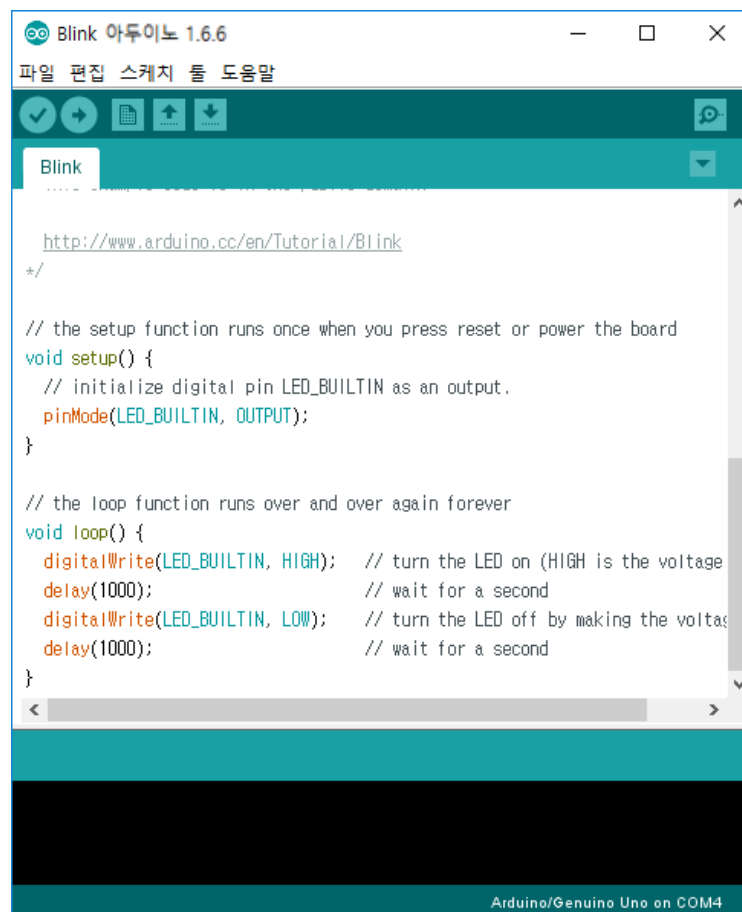 Blink 아두이노 1.6.6
파일 편집 스케치 툴 도움말
Blink
http://www.arduino.cc/en/Tutorial/Blink
*/
// the setup function runs once when you press reset or power the board
void setup() {
// initialize digital pin LED_BUILTIN as an output.
pinMode(LED_BUILTIN, OUTPUT);
}
// the loop function runs over and over again forever
void loop() {
digitalWrite(LED_BUILTIN, HIGH); // turn the LED on (HIGH is the voltage
delay(1000); // wait for a second
digitalWrite(LED_BUILTIN, LOW); // turn the LED off by making the voltag
delay(1000); // wait for a second
}
Arduino/Genuino Uno on COM4